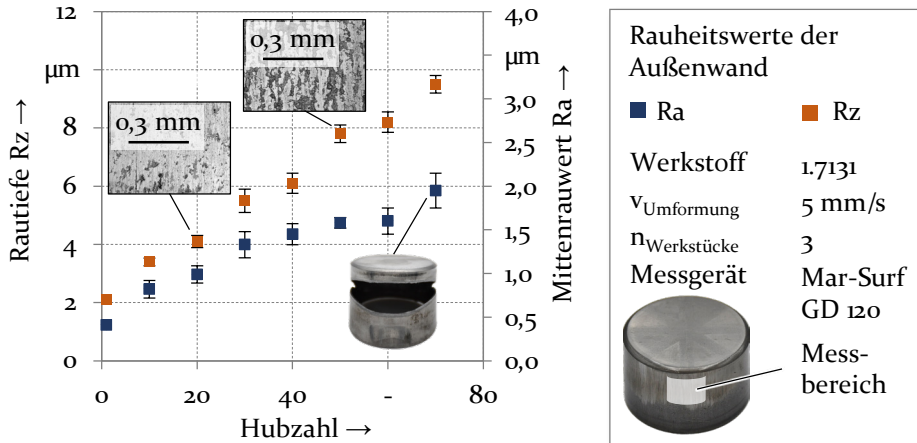 12
µm
8
6
4
2
0
Rautiefe Rz →
0,3 mm
0,3 mm
4,0
µm
3,0
2,5
2,0
1,5
1,0
0,5
0,0
Mittenrauwert Ra →
0
20
40
-
80
Hubzahl →
Rauheitswerte der
Außenwand
Ra Rz
Werkstoff 1.7131
vUmformung 5 mm/s
nWerkstücke 3
Messgerät Mar-Surf
GD 120
Mess-
bereich